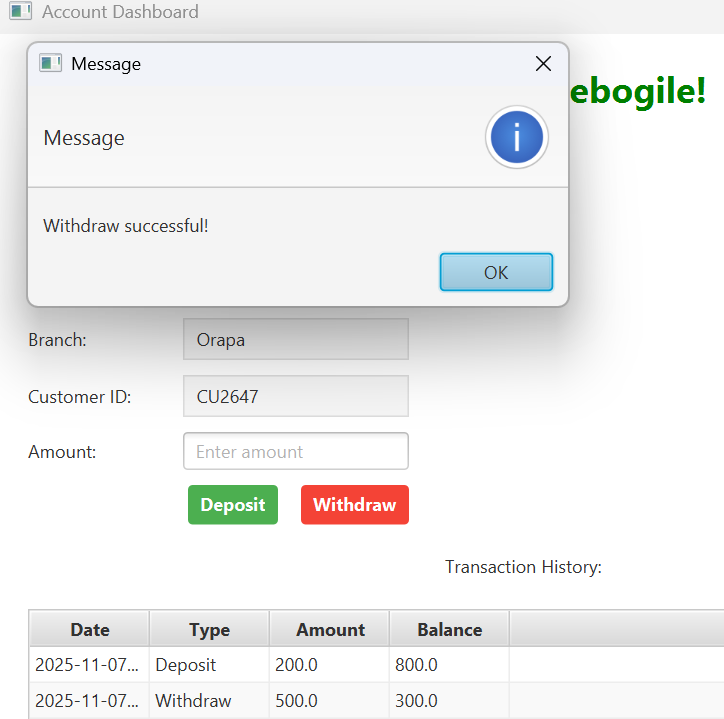 Account Dashboard
Message
ebogile!
Message
i
Withdraw successful!
OK
Branch: Orapa
Customer ID: CU2647
Amount: Enter amount
Deposit Withdraw
Transaction History:
Date Type Amount Balance
2025-11-07... Deposit 200.0 800.0
2025-11-07... Withdraw 500.0 300.0